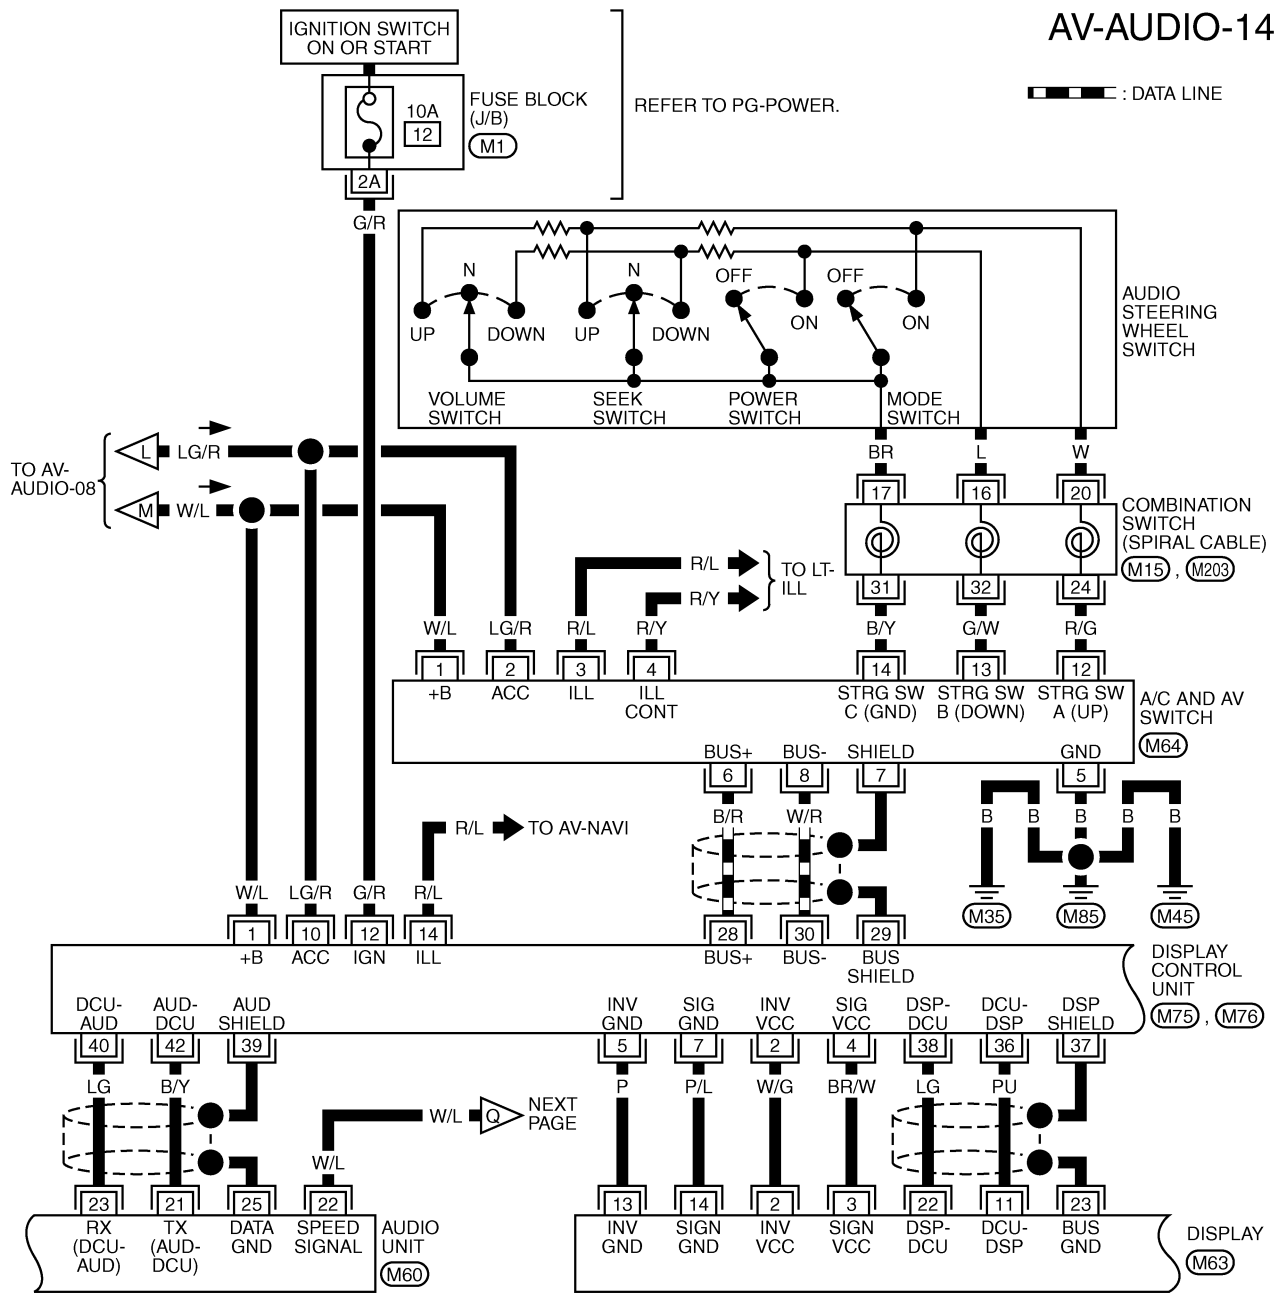 AV-AUDIO-14
IGNITION SWITCH
ON OR START
10A
12
FUSE BLOCK
(J/B)
M1
REFER TO PG-POWER.
: DATA LINE
2A
G/R
N
UP
DOWN
N
UP
DOWN
OFF
ON
OFF
ON
VOLUME
SWITCH
SEEK
SWITCH
POWER
SWITCH
MODE
SWITCH
AUDIO
STEERING
WHEEL
SWITCH
TO AV-
AUDIO-08
L
LG/R
M
W/L
BR
L
W
17
16
20
COMBINATION
SWITCH
(SPIRAL CABLE)
M15 , M203
31
32
24
R/L
R/Y
TO LT-
ILL
W/L
LG/R
R/L
R/Y
B/Y
G/W
R/G
1
2
3
4
14
13
12
+B
ACC
ILL
ILL
CONT
STRG SW
C (GND)
STRG SW
B (DOWN)
STRG SW
A (UP)
A/C AND AV
SWITCH
M64
BUS+
BUS-
SHIELD
GND
6
8
7
5
B/R
W/R
B
B
B
B
B
R/L
TO AV-NAVI
M35
M85
M45
W/L
LG/R
G/R
R/L
1
10
12
14
28
30
29
+B
ACC
IGN
ILL
BUS+
BUS-
BUS
SHIELD
DISPLAY
CONTROL
UNIT
M75 , M76
DCU-
AUD
AUD-
DCU
AUD
SHIELD
INV
GND
SIG
GND
INV
VCC
SIG
VCC
DSP-
DCU
DCU-
DSP
DSP
SHIELD
40
42
39
5
7
2
4
38
36
37
LG
B/Y
P
P/L
W/G
BR/W
LG
PU
W/L
Q
NEXT
PAGE
W/L
23
21
25
22
13
14
2
3
22
11
23
RX
(DCU-
AUD)
TX
(AUD-
DCU)
DATA
GND
SPEED
SIGNAL
AUDIO
UNIT
M60
INV
GND
SIGN
GND
INV
VCC
SIGN
VCC
DSP-
DCU
DCU-
DSP
BUS
GND
DISPLAY
M63